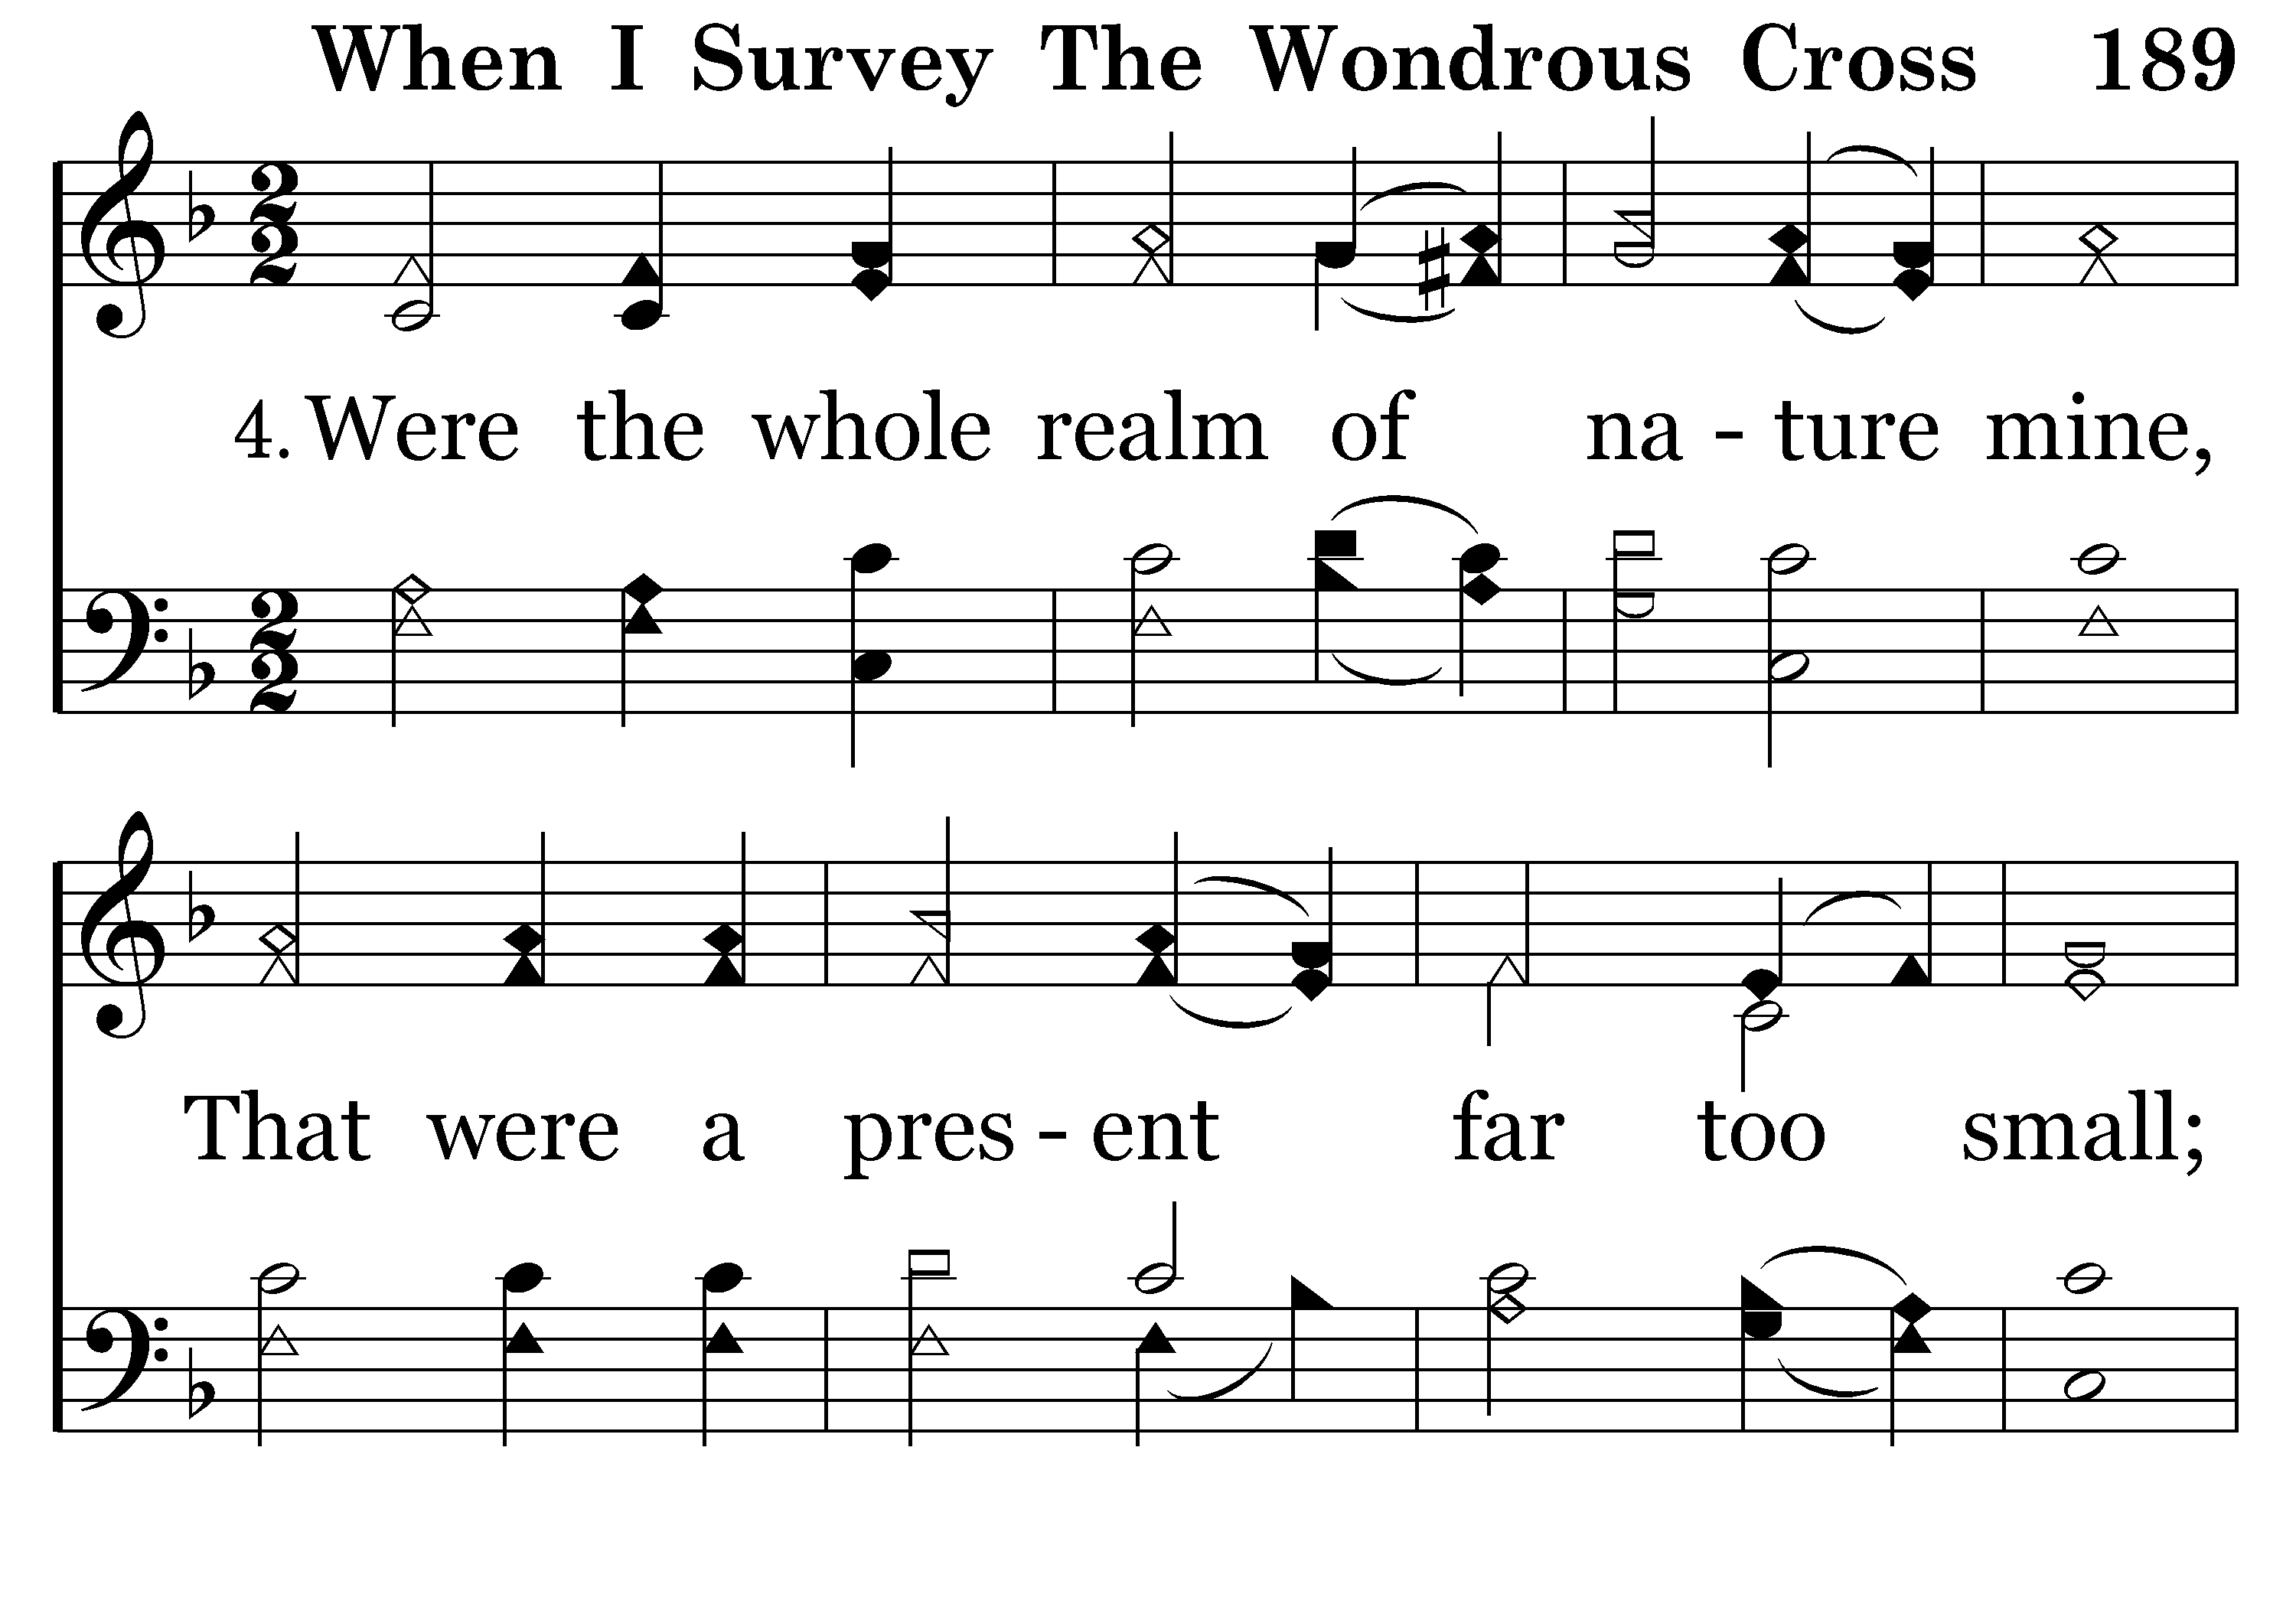 When I Survey The Wondrous Cross 189
4. Were the whole realm of na - ture mine,
That were a pres - ent far too small;